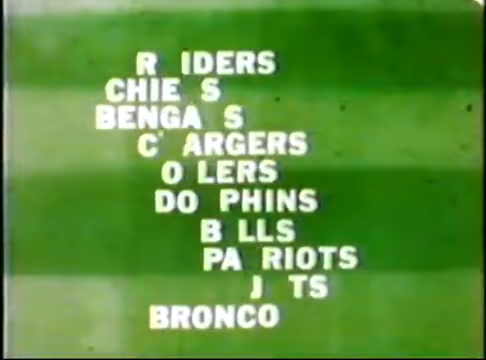 R IDERS
CHIE S
BENGA S
C ARGERS
O LERS
DO PHINS
B LLS
PA RIOTS
J TS
BRONCO